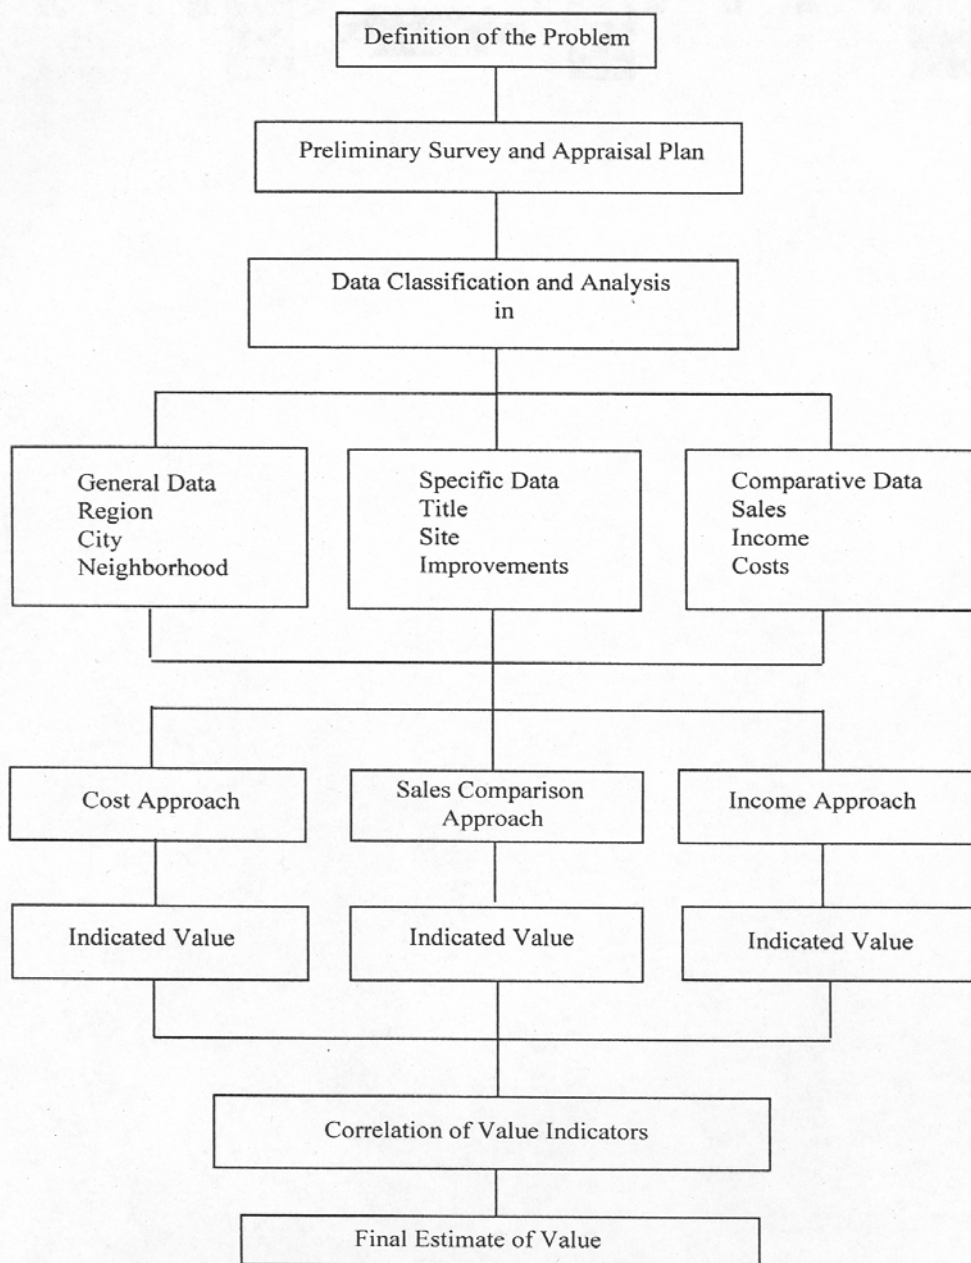 Definition of the Problem
Preliminary Survey and Appraisal Plan
Data Classification and Analysis
in
General Data
Region
City
Neighborhood
Specific Data
Title
Site
Improvements
Comparative Data
Sales
Income
Costs
Cost Approach
Sales Comparison
Approach
Income Approach
Indicated Value
Indicated Value
Indicated Value
Correlation of Value Indicators
Final Estimate of Value